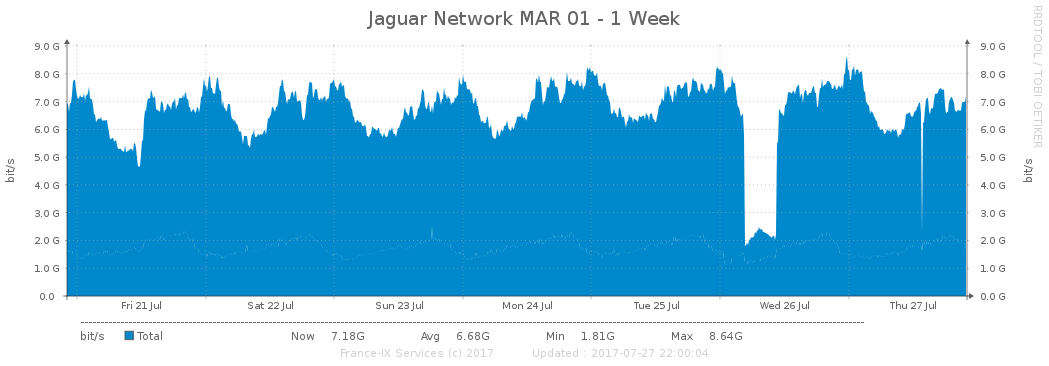 Jaguar Network MAR 01 - 1 Week
RRDTOOL / TOBI OETIKER
bit/s
bit/s
9.0 G 9.0 G
8.0 G 8.0 G
7.0 G 7.0 G
6.0 G 6.0 G
5.0 G 5.0 G
4.0 G 4.0 G
3.0 G 3.0 G
2.0 G 2.0 G
1.0 G 1.0 G
0.0 0.0 G
Fri 21 Jul Sat 22 Jul Sun 23 Jul Mon 24 Jul Tue 25 Jul Wed 26 Jul Thu 27 Jul
bit/s Total Now 7.18G Avg 6.68G Min 1.81G Max 8.64G
France-IX Services (c) 2017 Updated : 2017-07-27 22:00:04